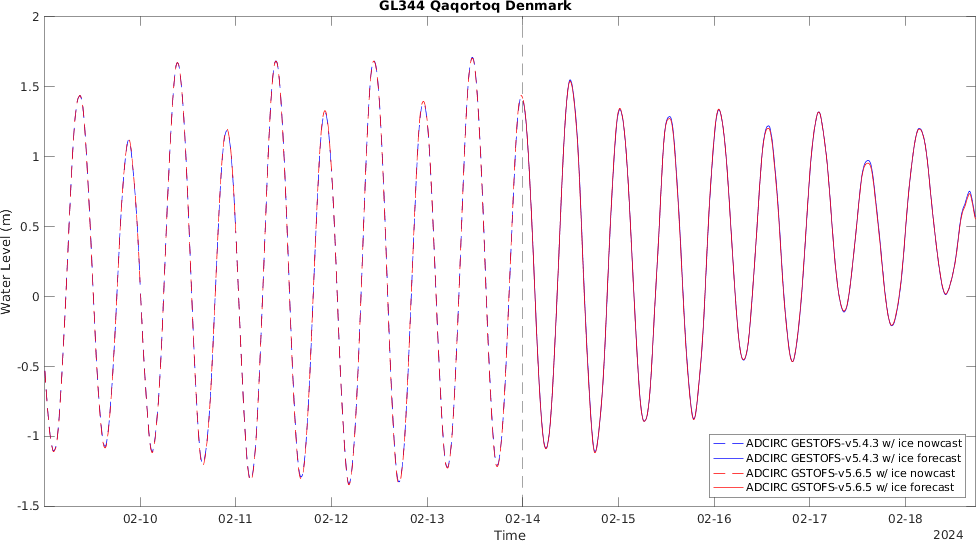 GL344 Qaqortoq Denmark
2
1.5
1
0.5
0
-0.5
-1
-1.5
Water Level (m)
02-10 02-11 02-12 02-13 02-14 02-15 02-16 02-17 02-18
Time
2024
ADCIRC GESTOFS-v5.4.3 w/ ice nowcast
ADCIRC GESTOFS-v5.4.3 w/ ice forecast
ADCIRC GSTOFS-v5.6.5 w/ ice nowcast
ADCIRC GSTOFS-v5.6.5 w/ ice forecast